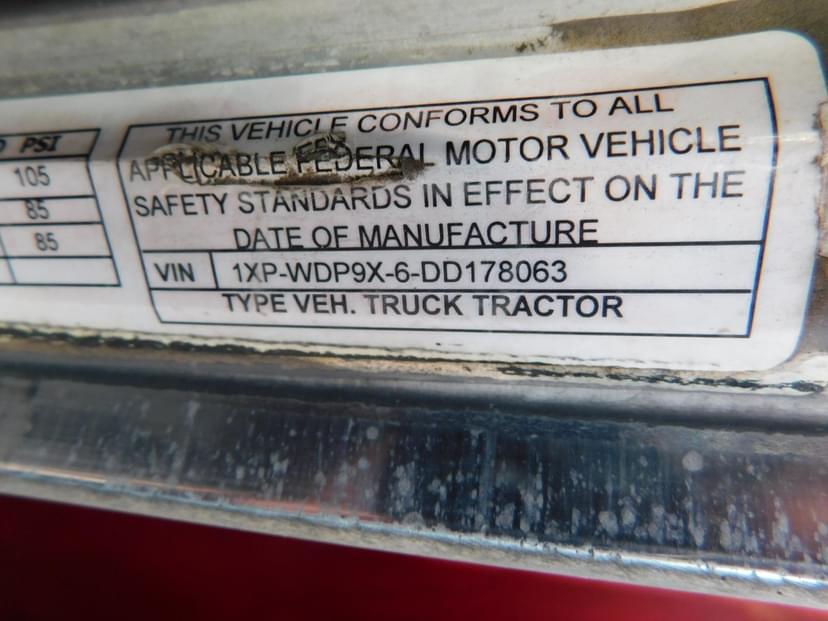 D PSI
105
85
85
THIS VEHICLE CONFORMS TO ALL
APPLICABLE FEDERAL MOTOR VEHICLE
SAFETY STANDARDS IN EFFECT ON THE
DATE OF MANUFACTURE
VIN 1XP-WDP9X-6-DD178063
TYPE VEH. TRUCK TRACTOR